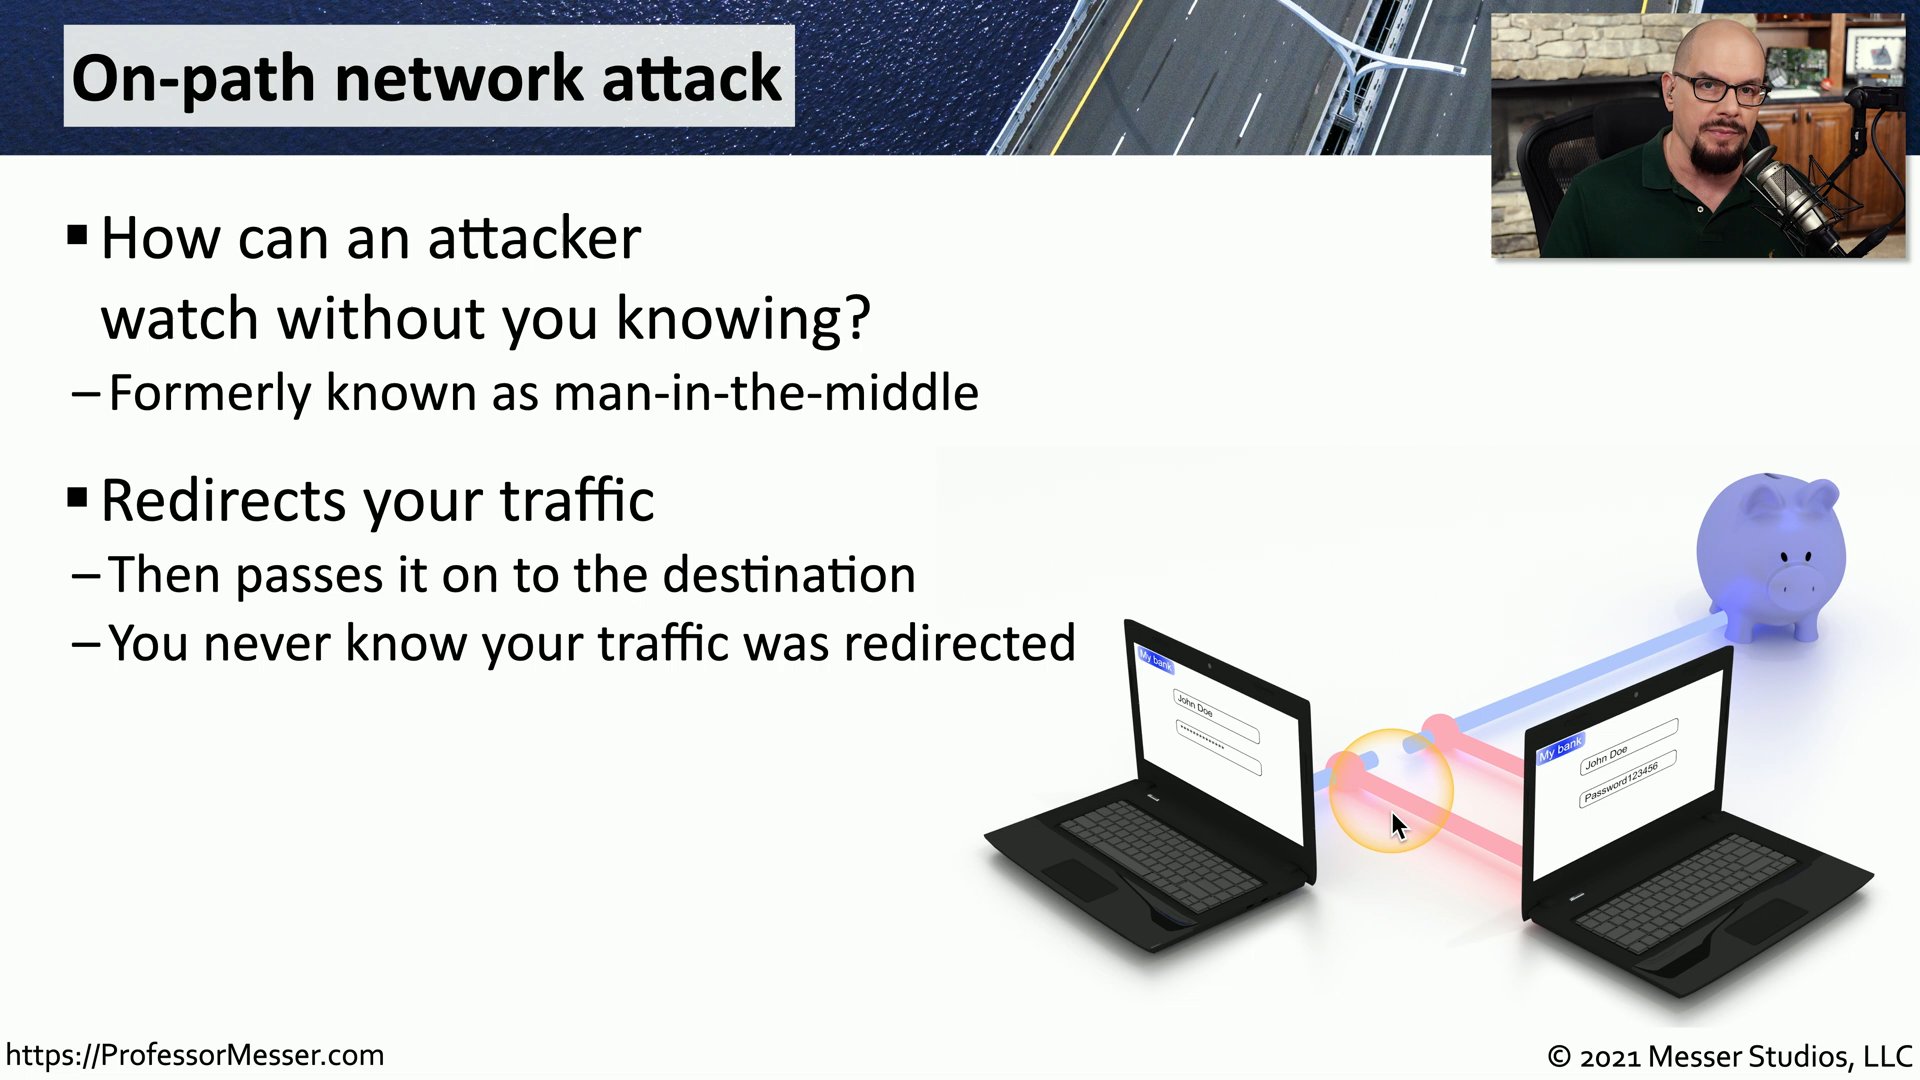 On-path network attack
▪ How can an attacker
watch without you knowing?
– Formerly known as man-in-the-middle
▪ Redirects your traffic
– Then passes it on to the destination
– You never know your traffic was redirected
My bank
John Doe
**************
My bank
John Doe
Password123456
https://ProfessorMesser.com
© 2021 Messer Studios, LLC